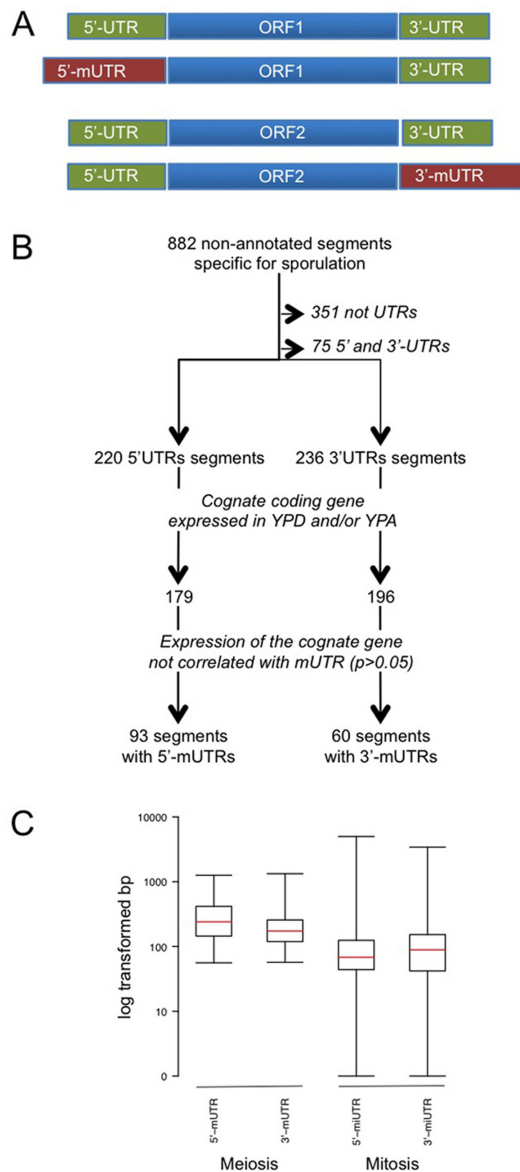 A
5'-UTR ORF1 3'-UTR
5'-mUTR ORF1 3'-UTR
5'-UTR ORF2 3'-UTR
5'-UTR ORF2 3'-mUTR
B
882 non-annotated segments
specific for sporulation
351 not UTRs
75 5' and 3'-UTRs
220 5'UTRs segments 236 3'UTRs segments
Cognate coding gene
expressed in YPD and/or YPA
179 196
Expression of the cognate gene
not correlated with mUTR (p>0.05)
93 segments 60 segments
with 5'-mUTRs with 3'-mUTRs
C
log transformed bp
10000
1000
100
10
0
5'-mUTR 3'-mUTR 5'-miUTR 3'-miUTR
Meiosis Mitosis